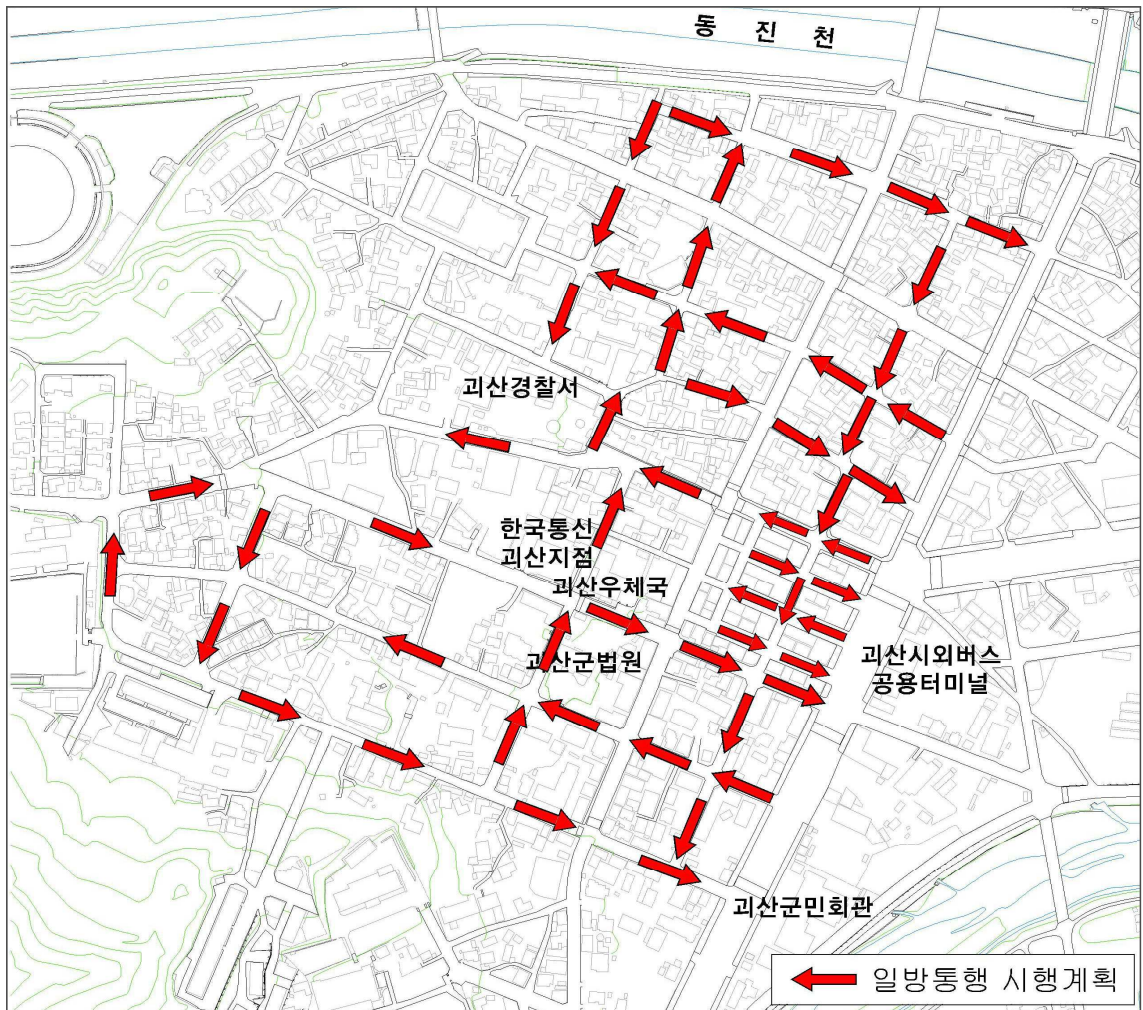 동 진 천
괴산경찰서
한국통신
괴산지점
괴산우체국
괴산군법원
괴산시외버스
공용터미널
괴산군민회관
일방통행 시행계획